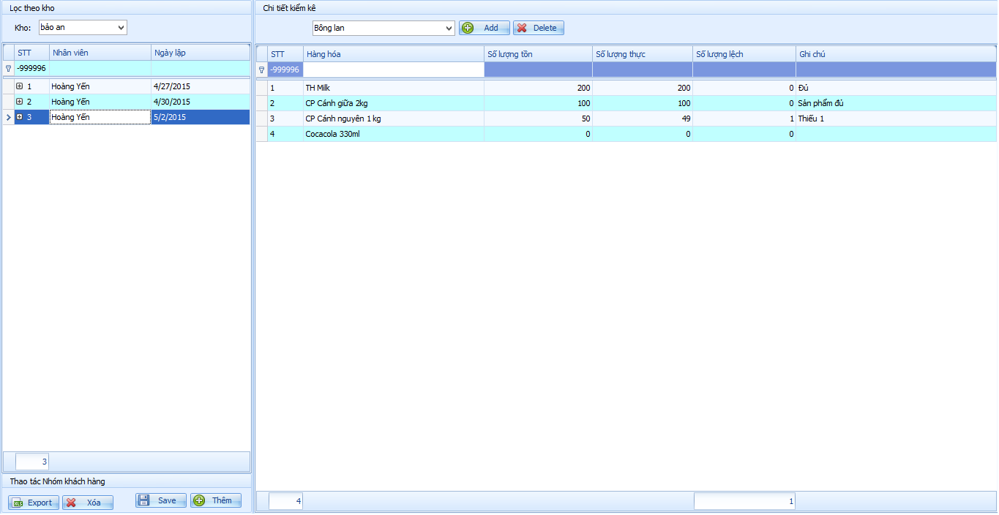 Lọc theo kho
Kho: bảo an
STT Nhân viên Ngày lập
-999996
1 Hoàng Yến 4/27/2015
2 Hoàng Yến 4/30/2015
3 Hoàng Yến 5/2/2015
3
Thao tác Nhóm khách hàng
Export Xóa Save Thêm
Chi tiết kiểm kê
Bông lan Add Delete
STT Hàng hóa Số lượng tồn Số lượng thực Số lượng lệch Ghi chú
-999996
1 TH Milk 200 200 0 Đủ
2 CP Cánh giữa 2kg 100 100 0 Sản phẩm đủ
3 CP Cánh nguyên 1 kg 50 49 1 Thiếu 1
4 Cocacola 330ml 0 0 0
4 1